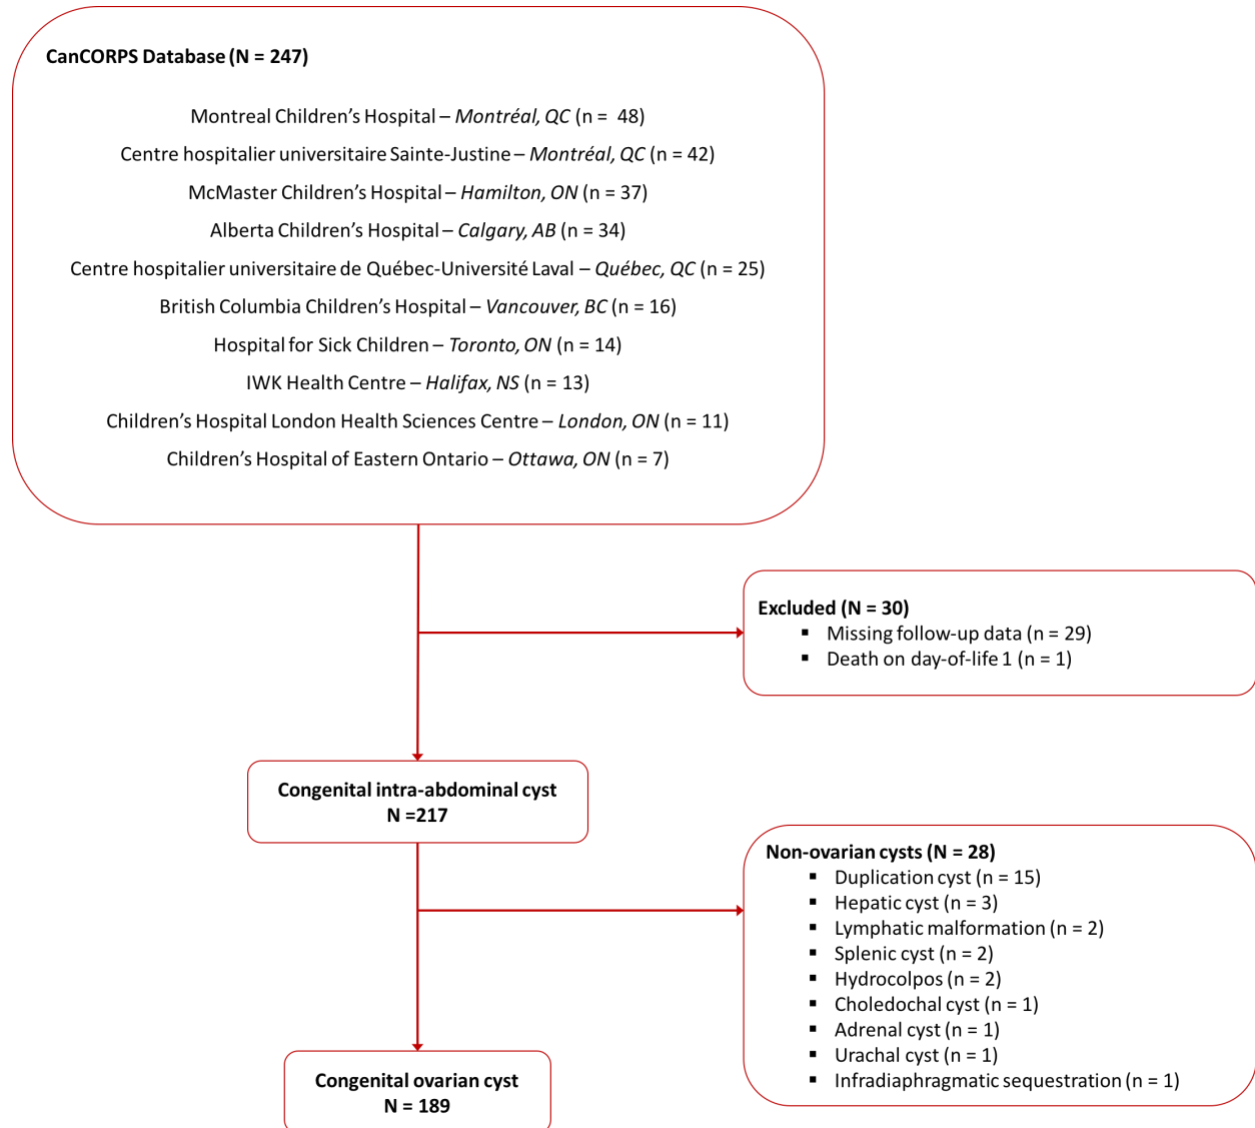 CanCORPS Database (N = 247)
Montreal Children’s Hospital – Montréal, QC (n =  48)
Centre hospitalier universitaire Sainte-Justine – Montréal, QC (n = 42)
McMaster Children’s Hospital – Hamilton, ON (n = 37)
Alberta Children’s Hospital – Calgary, AB (n = 34)
Centre hospitalier universitaire de Québec-Université Laval – Québec, QC (n = 25)
British Columbia Children’s Hospital – Vancouver, BC (n = 16)
Hospital for Sick Children – Toronto, ON (n = 14)
IWK Health Centre – Halifax, NS (n = 13)
Children’s Hospital London Health Sciences Centre – London, ON (n = 11)
Children’s Hospital of Eastern Ontario – Ottawa, ON (n = 7)
Excluded (N = 30)
▪ Missing follow-up data (n = 29)
▪ Death on day-of-life 1 (n = 1)
Congenital intra-abdominal cyst
N =217
Non-ovarian cysts (N = 28)
▪ Duplication cyst (n = 15)
▪ Hepatic cyst (n = 3)
▪ Lymphatic malformation (n = 2)
▪ Splenic cyst (n = 2)
▪ Hydrocolpos (n = 2)
▪ Choledochal cyst (n = 1)
▪ Adrenal cyst (n = 1)
▪ Urachal cyst (n = 1)
▪ Infradiaphragmatic sequestration (n = 1)
Congenital ovarian cyst
N = 189